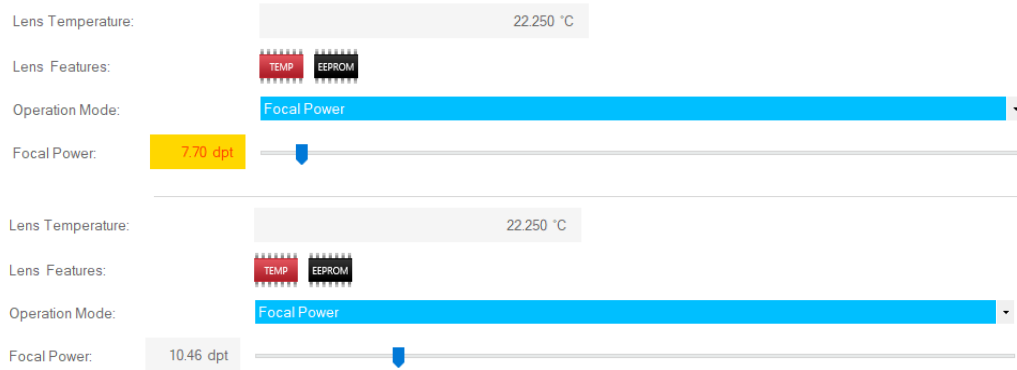 Lens Temperature: 22.250 °C
Lens Features: TEMP EEPROM
Operation Mode: Focal Power
Focal Power: 7.70 dpt
Lens Temperature: 22.250 °C
Lens Features: TEMP EEPROM
Operation Mode: Focal Power
Focal Power: 10.46 dpt